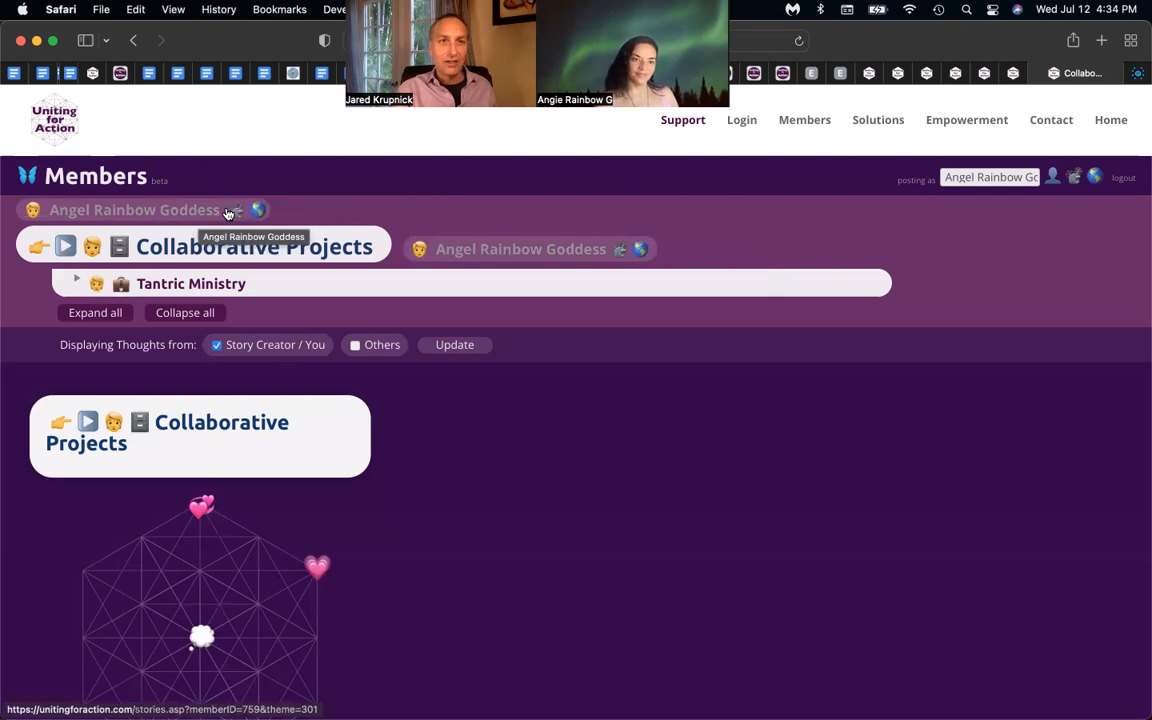 Safari File Edit View History Bookmarks Deve
Wed Jul 12 4:34 PM
Collabo...
Jared Krupnick
Angie Rainbow G
Uniting
for
Action
Support Login Members Solutions Empowerment Contact Home
Members beta
posting as Angel Rainbow Gc logout
Angel Rainbow Goddess
Angel Rainbow Goddess
Collaborative Projects
Angel Rainbow Goddess
Tantric Ministry
Expand all Collapse all
Displaying Thoughts from: Story Creator / You Others Update
Collaborative
Projects
https://unitingforaction.com/stories.asp?memberID=759&theme=301